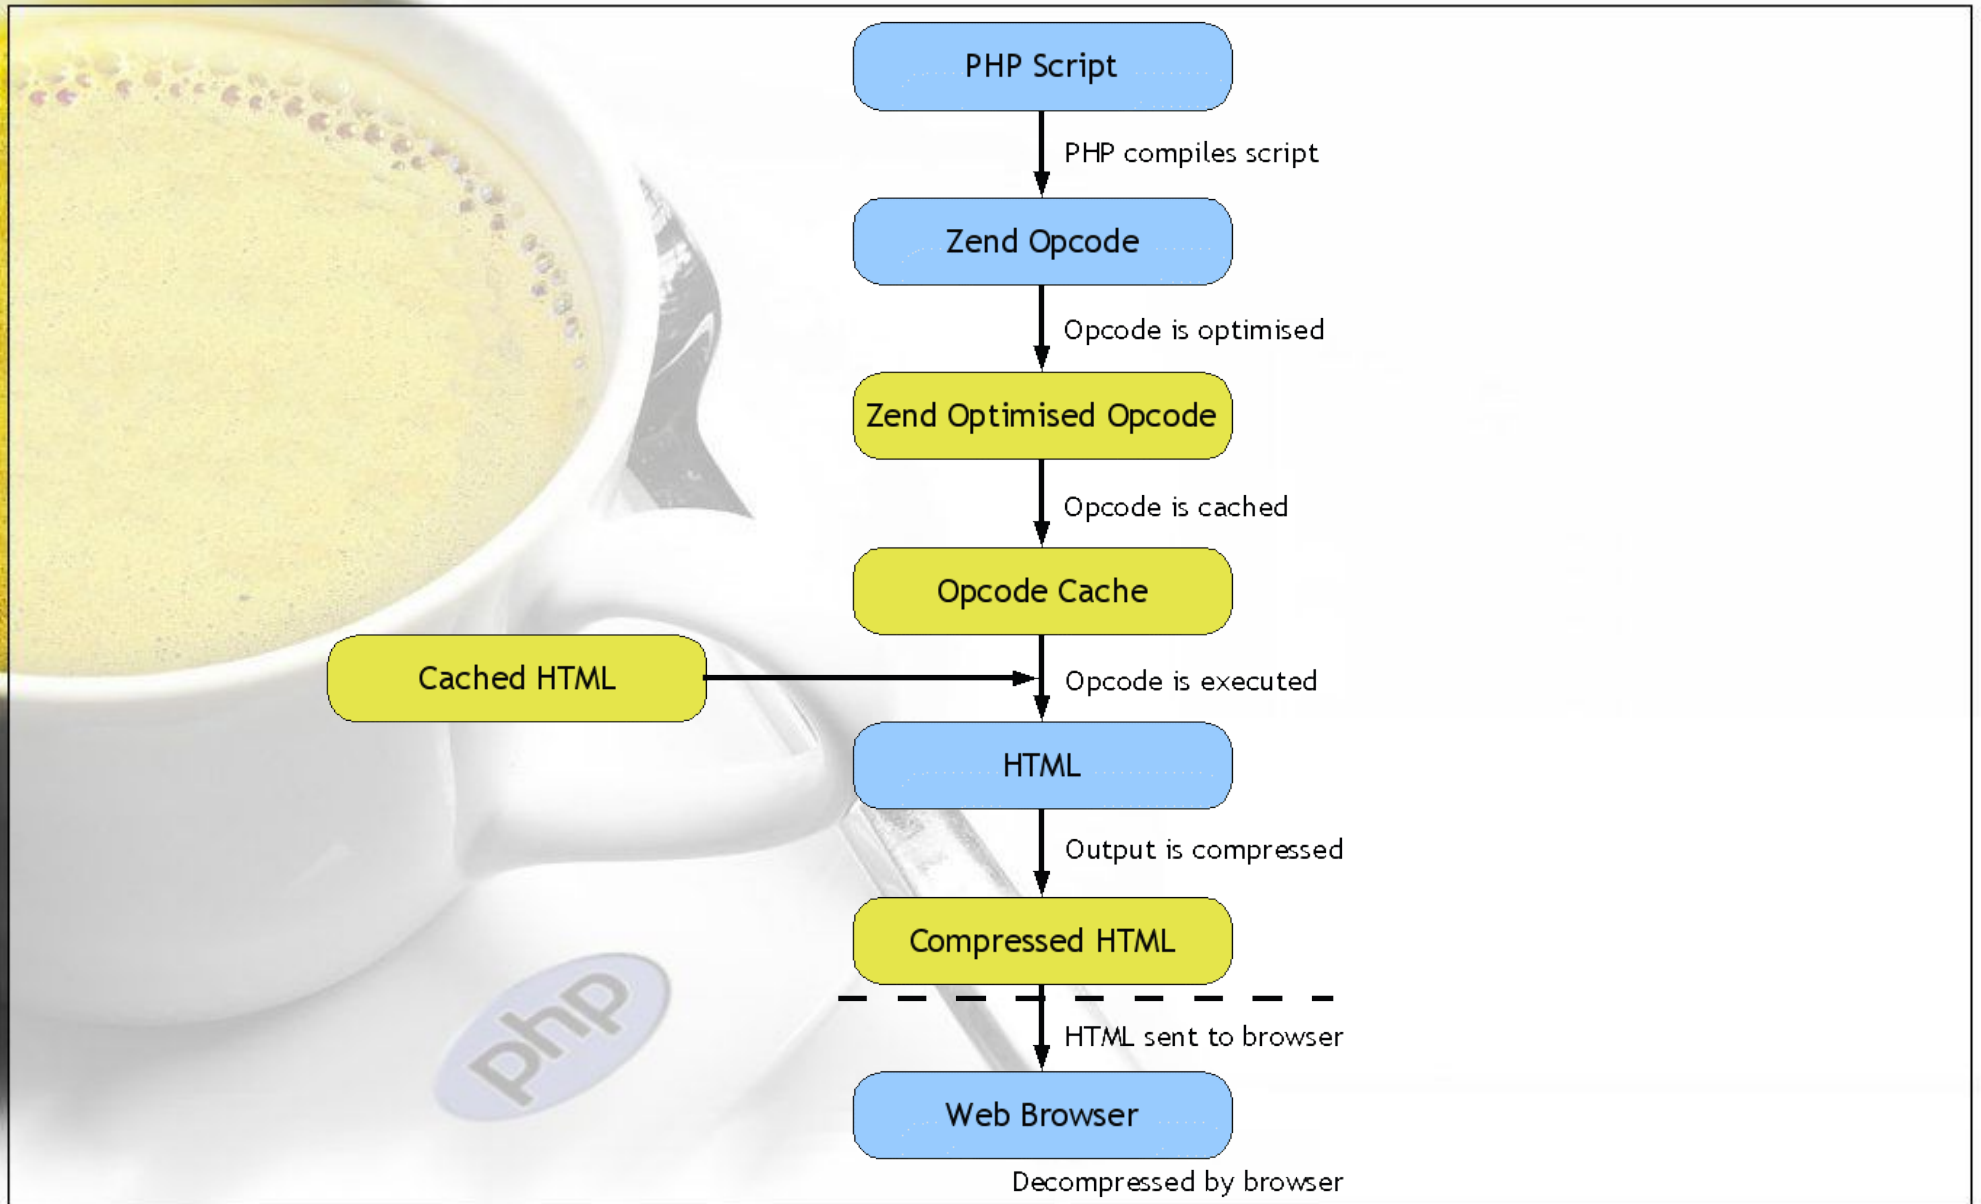 PHP Script
PHP compiles script
Zend Opcode
Opcode is optimised
Zend Optimised Opcode
Opcode is cached
Opcode Cache
Cached HTML
Opcode is executed
HTML
Output is compressed
Compressed HTML
php
HTML sent to browser
Web Browser
Decompressed by browser